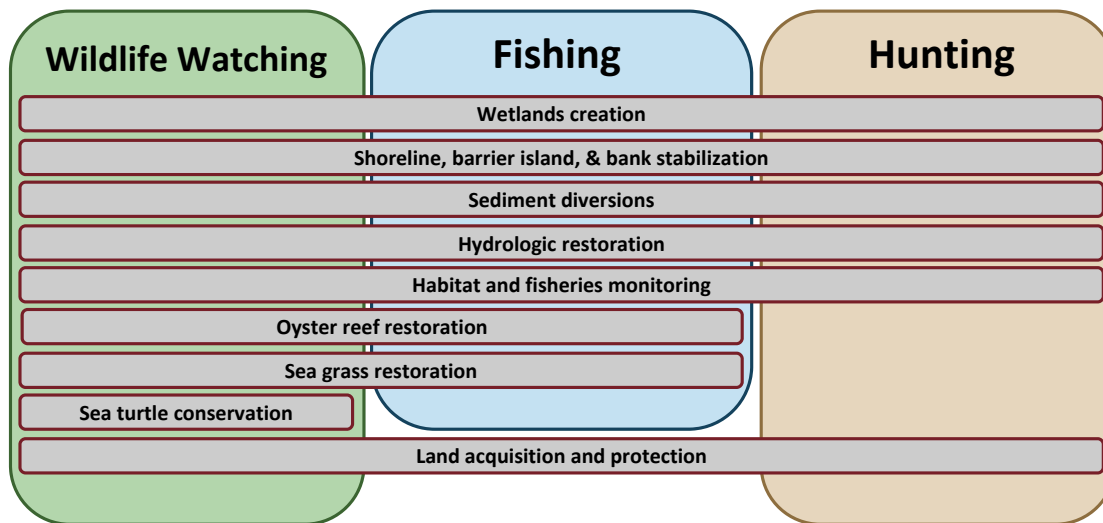 Wildlife Watching
Fishing
Hunting
Wetlands creation
Shoreline, barrier island, & bank stabilization
Sediment diversions
Hydrologic restoration
Habitat and fisheries monitoring
Oyster reef restoration
Sea grass restoration
Sea turtle conservation
Land acquisition and protection